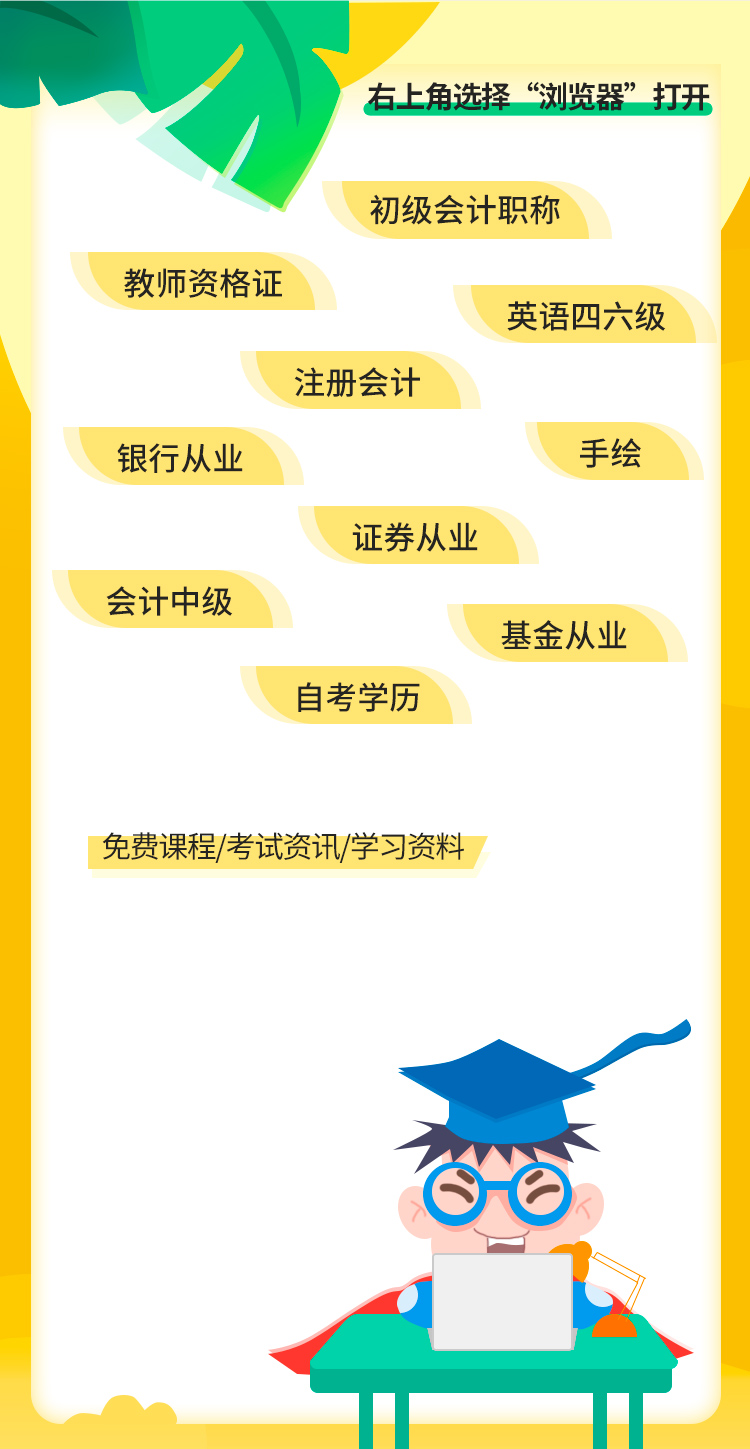 右上角选择“浏览器”打开
初级会计职称
教师资格证
英语四六级
注册会计
银行从业
手绘
证券从业
会计中级
基金从业
自考学历
免费课程/考试资讯/学习资料